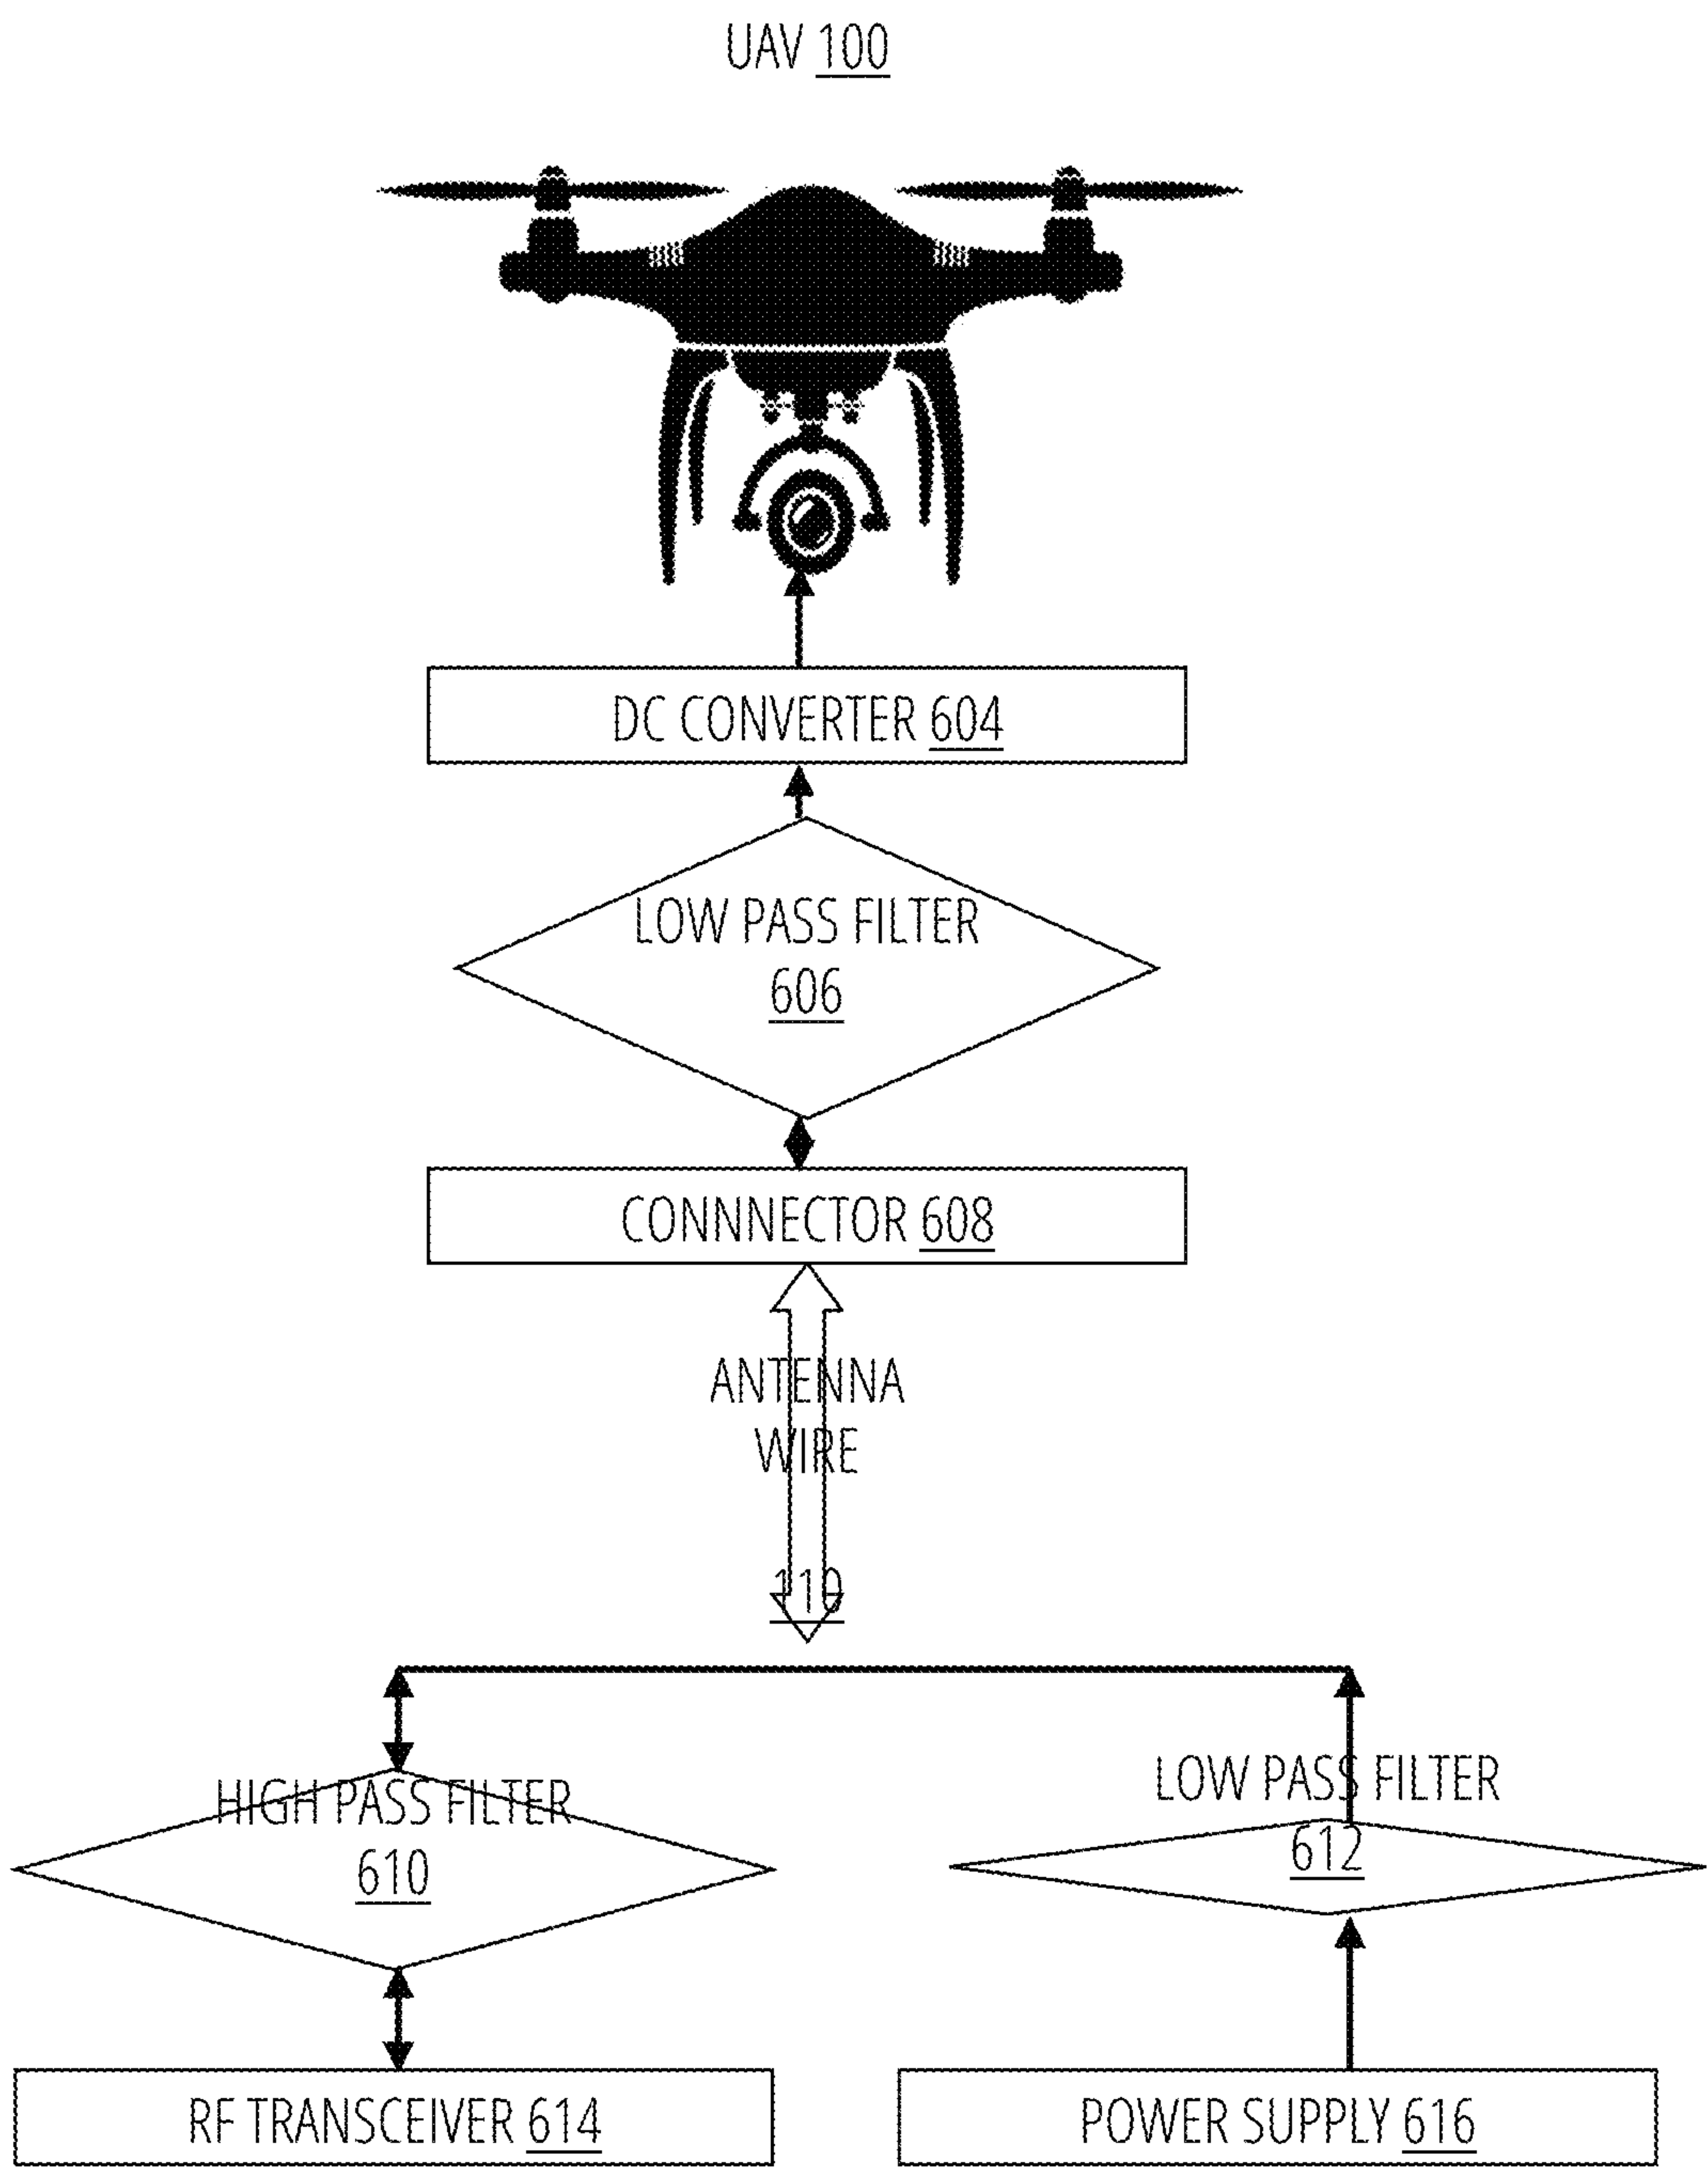 UAV 100
DC CONVERTER 604
LOW PASS FILTER
606
CONNNECTOR 608
ANTENNA
WIRE
110
HIGH PASS FILTER
610
LOW PASS FILTER
612
RF TRANSCEIVER 614
POWER SUPPLY 616